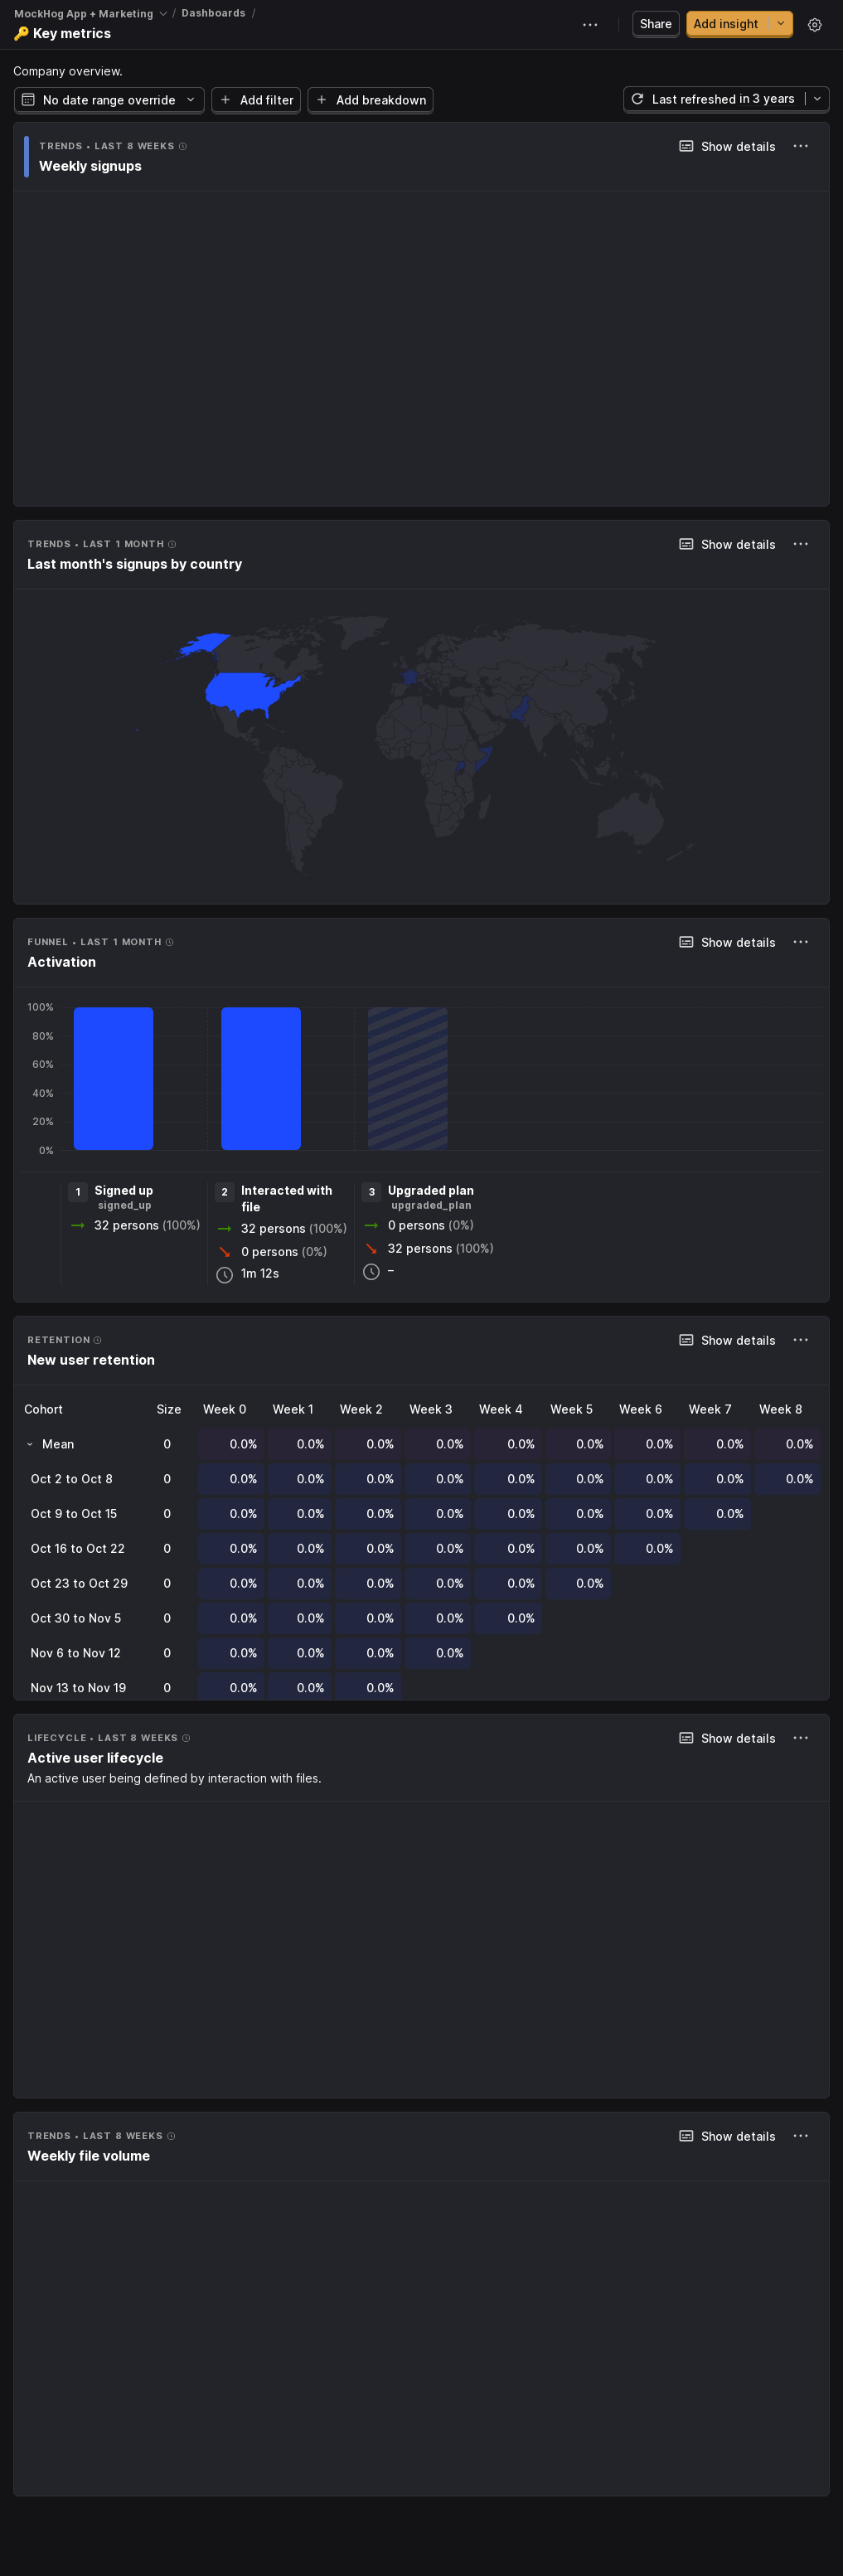 MockHog App + Marketing / Dashboards /
🔑 Key metrics
Share
Add insight
Company overview.
No date range override
Add filter
Add breakdown
Last refreshed in 3 years
TRENDS • LAST 8 WEEKS
Show details
Weekly signups
TRENDS • LAST 1 MONTH
Show details
Last month's signups by country
FUNNEL • LAST 1 MONTH
Show details
Activation
100%
80%
60%
40%
20%
0%
1 Signed up
signed_up
32 persons (100%)
2 Interacted with
file
32 persons (100%)
0 persons (0%)
1m 12s
3 Upgraded plan
upgraded_plan
0 persons (0%)
32 persons (100%)
–
RETENTION
Show details
New user retention
Cohort Size Week 0 Week 1 Week 2 Week 3 Week 4 Week 5 Week 6 Week 7 Week 8
Mean 0 0.0% 0.0% 0.0% 0.0% 0.0% 0.0% 0.0% 0.0% 0.0%
Oct 2 to Oct 8 0 0.0% 0.0% 0.0% 0.0% 0.0% 0.0% 0.0% 0.0% 0.0%
Oct 9 to Oct 15 0 0.0% 0.0% 0.0% 0.0% 0.0% 0.0% 0.0% 0.0%
Oct 16 to Oct 22 0 0.0% 0.0% 0.0% 0.0% 0.0% 0.0% 0.0%
Oct 23 to Oct 29 0 0.0% 0.0% 0.0% 0.0% 0.0% 0.0%
Oct 30 to Nov 5 0 0.0% 0.0% 0.0% 0.0% 0.0%
Nov 6 to Nov 12 0 0.0% 0.0% 0.0% 0.0%
Nov 13 to Nov 19 0 0.0% 0.0% 0.0%
LIFECYCLE • LAST 8 WEEKS
Show details
Active user lifecycle
An active user being defined by interaction with files.
TRENDS • LAST 8 WEEKS
Show details
Weekly file volume